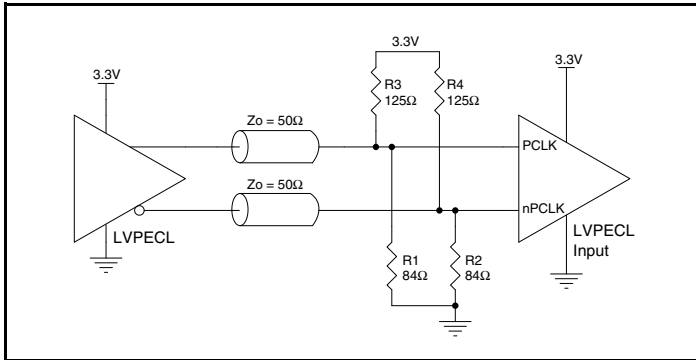 3.3V
3.3V
R3
125Ω
R4
125Ω
3.3V
Zo = 50Ω
PCLK
Zo = 50Ω
nPCLK
LVPECL
LVPECL
Input
R1
84Ω
R2
84Ω